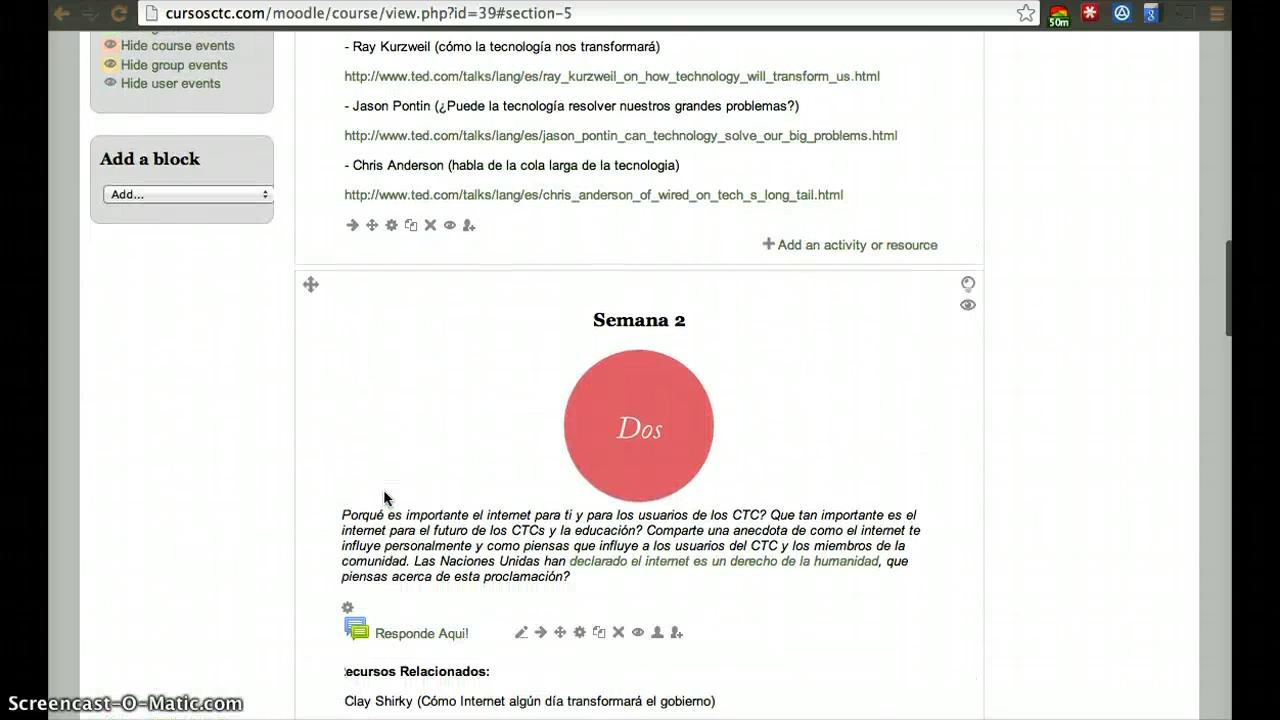 cursosctc.com/moodle/course/view.php?id=39#section-5
50m
Hide course events
Hide group events
Hide user events
Add a block
Add...
- Ray Kurzweil (cómo la tecnología nos transformará)
http://www.ted.com/talks/lang/es/ray_kurzweil_on_how_technology_will_transform_us.html
- Jason Pontin (¿Puede la tecnología resolver nuestros grandes problemas?)
http://www.ted.com/talks/lang/es/jason_pontin_can_technology_solve_our_big_problems.html
- Chris Anderson (habla de la cola larga de la tecnologia)
http://www.ted.com/talks/lang/es/chris_anderson_of_wired_on_tech_s_long_tail.html
Add an activity or resource
Semana 2
Dos
Porqué es importante el internet para ti y para los usuarios de los CTC? Que tan importante es el
internet para el futuro de los CTCs y la educación? Comparte una anecdota de como el internet te
influye personalmente y como piensas que influye a los usuarios del CTC y los miembros de la
comunidad. Las Naciones Unidas han declarado el internet es un derecho de la humanidad, que
piensas acerca de esta proclamación?
Responde Aqui!
ecursos Relacionados:
Clay Shirky (Cómo Internet algún día transformará el gobierno)
Screencast-O-Matic.com